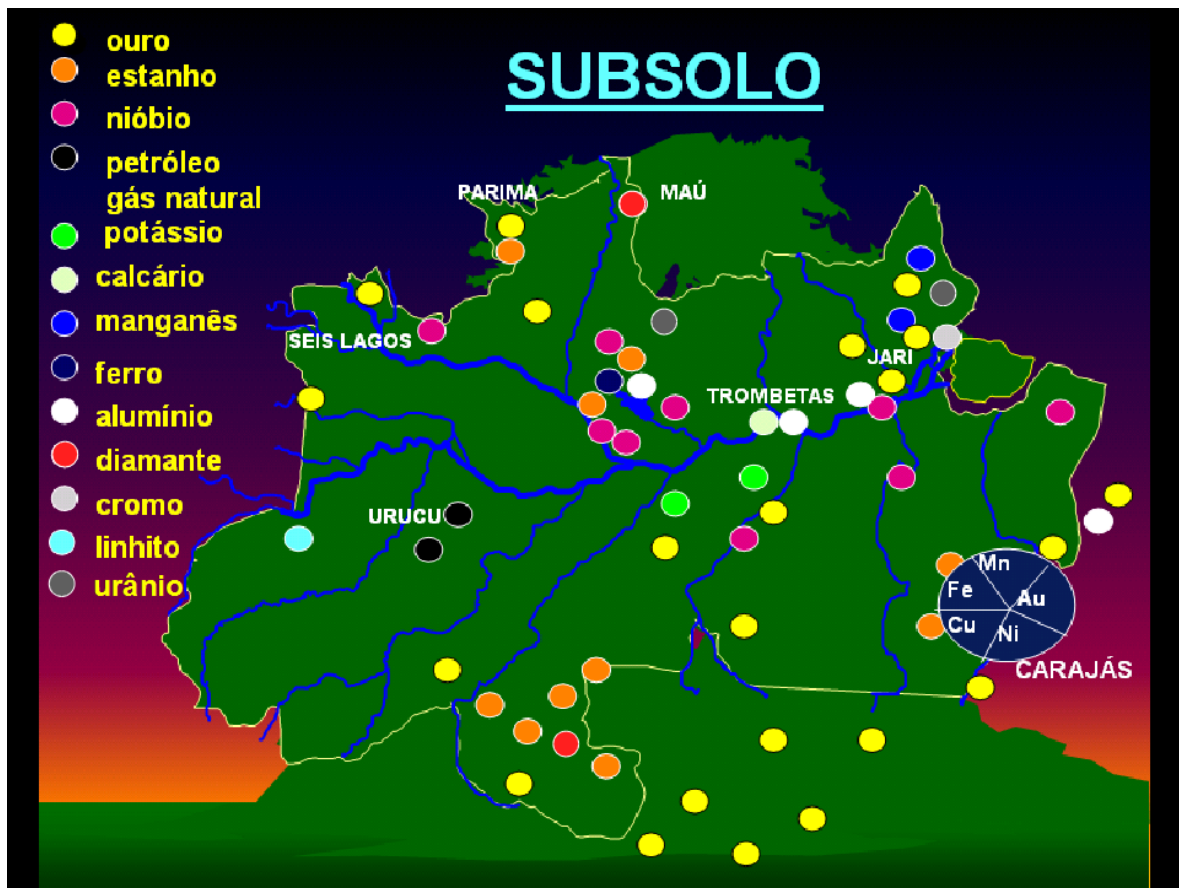 SUBSOLO
ouro
estanho
nióbio
petróleo
gás natural
potássio
calcário
manganês
ferro
alumínio
diamante
cromo
linhito
urânio
PARIMA
MAÚ
SEIS LAGOS
JARI
TROMBETAS
URUCU
Mn
Fe
Au
Cu
Ni
CARAJÁS